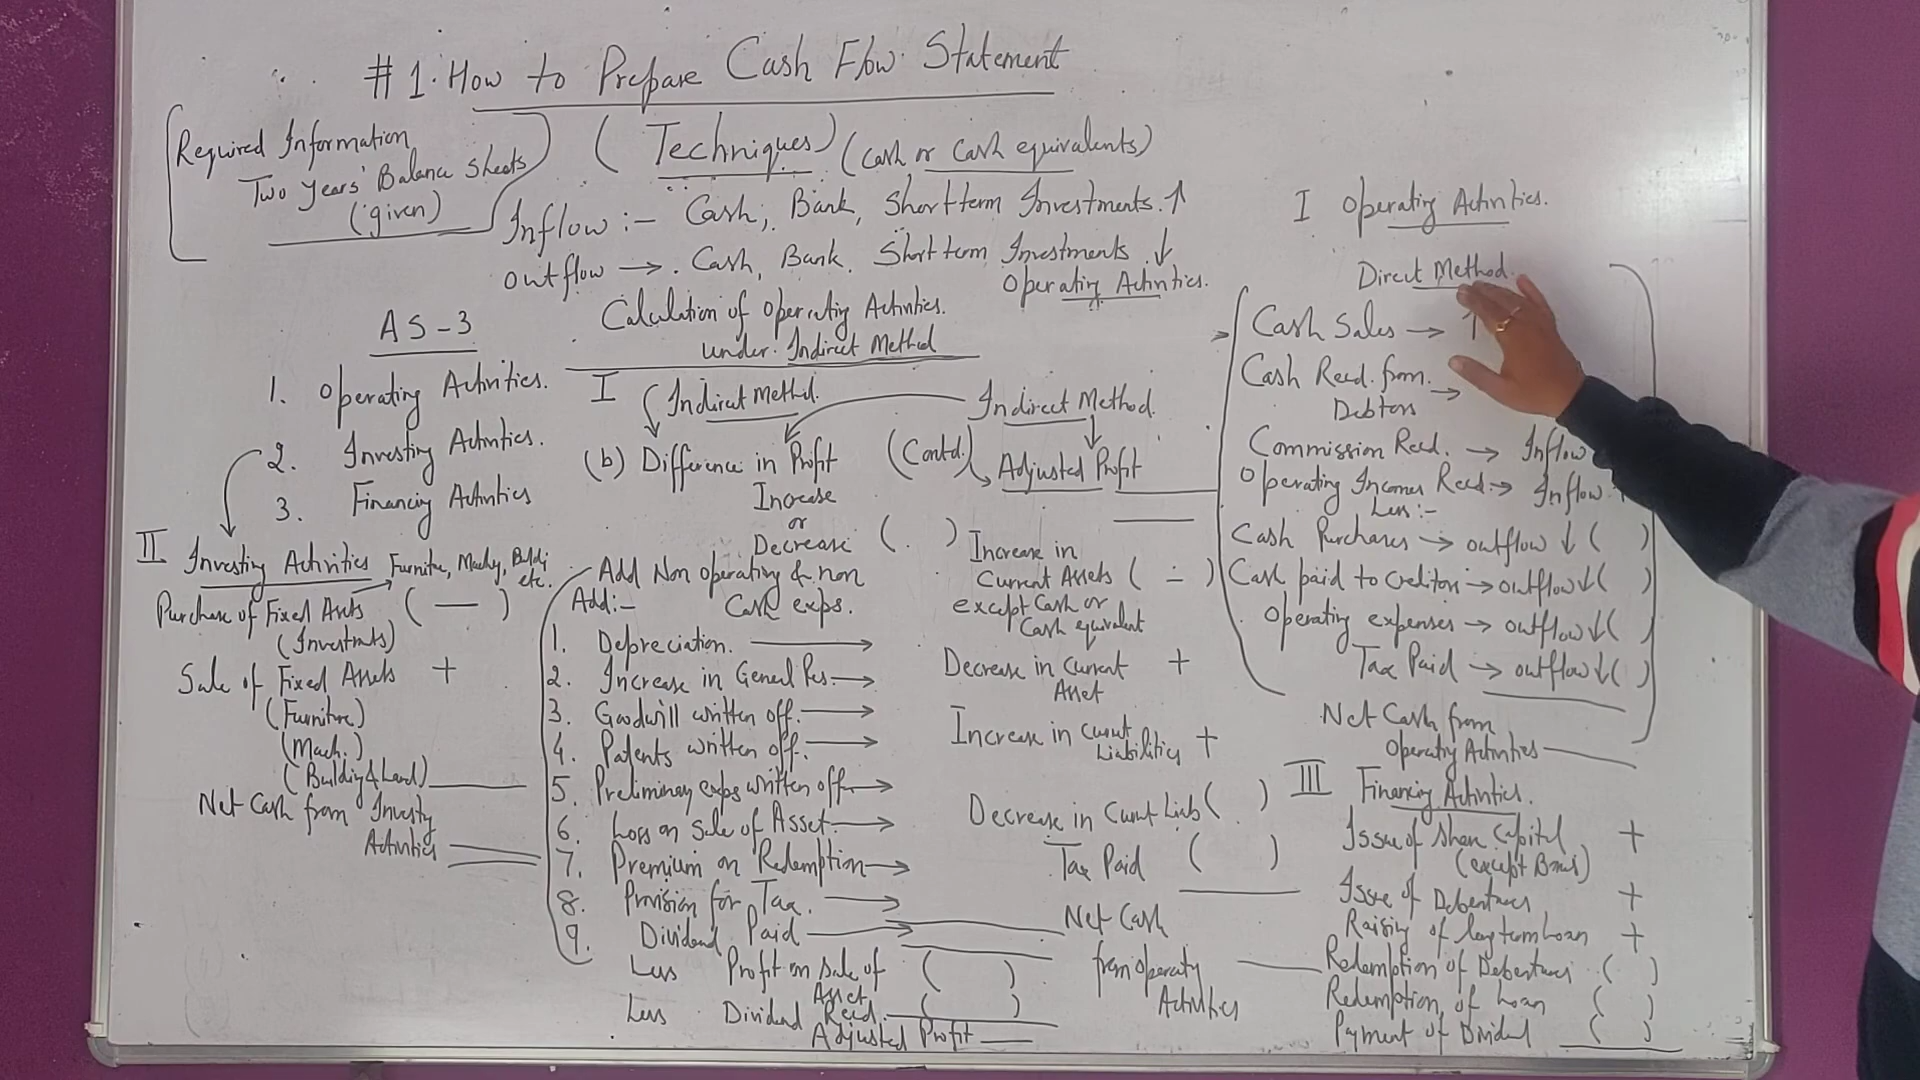 #1. How to Prepare Cash Flow Statement
Required Information
Two years' Balance Sheets
(given)
(Techniques) (Cash or Cash equivalents)
Inflow :- Cash, Bank, Short term Investments. ↑
outflow → . Cash, Bank. Short term Investments ↓
Operating Activities.
AS-3
1. Operating Activities.
2. Investing Activities.
3. Financing Activities
Calculation of Operating Activities.
under Indirect Method
I Indirect Method.
(b) Difference in Profit
Increase
or
Decrease ( . )
Add Non operating & non
Add:- Cash exps.
1. Depreciation. →
2. Increase in General Res. →
3. Goodwill written off. →
4. Patents written off. →
5. Preliminary exps written off. →
6. Loss on Sale of Asset. →
7. Premium on Redemption →
8. Provision for Tax. →
9. Dividend Paid →
Less Profit on Sale of ( )
Asset
Less Dividend Recd. ( )
Adjusted Profit
Indirect Method.
(Contd.) Adjusted Profit
Increase in
Current Assets ( - )
except Cash or
Cash equivalent
Decrease in Current +
Asset
Increase in Current
Liabilities +
Decrease in Current Liab ( )
Tax Paid ( )
Net Cash
from operating
Activities
II Investing Activities Furniture, Machy, Buldi
etc.
Purchase of Fixed Assets ( — )
(Investments)
Sale of Fixed Assets +
(Furniture)
(Mach.)
(Building & Land)
Net Cash from Investg
Activities
I Operating Activities.
Direct Method.
Cash Sales → ↑
Cash Recd. from.
Debtors →
Commission Recd. → Inflow
Operating Incomes Recd. → Inflow
Less:-
Cash Purchases → outflow ↓ ( )
Cash paid to Creditors → outflow ↓ ( )
Operating expenses → outflow ↓ (
Tax Paid → outflow ↓ ( )
Net Cash from
Operating Activities
III Financing Activities.
Issue of Share Capital +
(except Bonus)
Issue of Debentures +
Raising of long term Loan +
Redemption of Debentures ( )
Redemption of Loan ( )
Payment of Dividend ( )